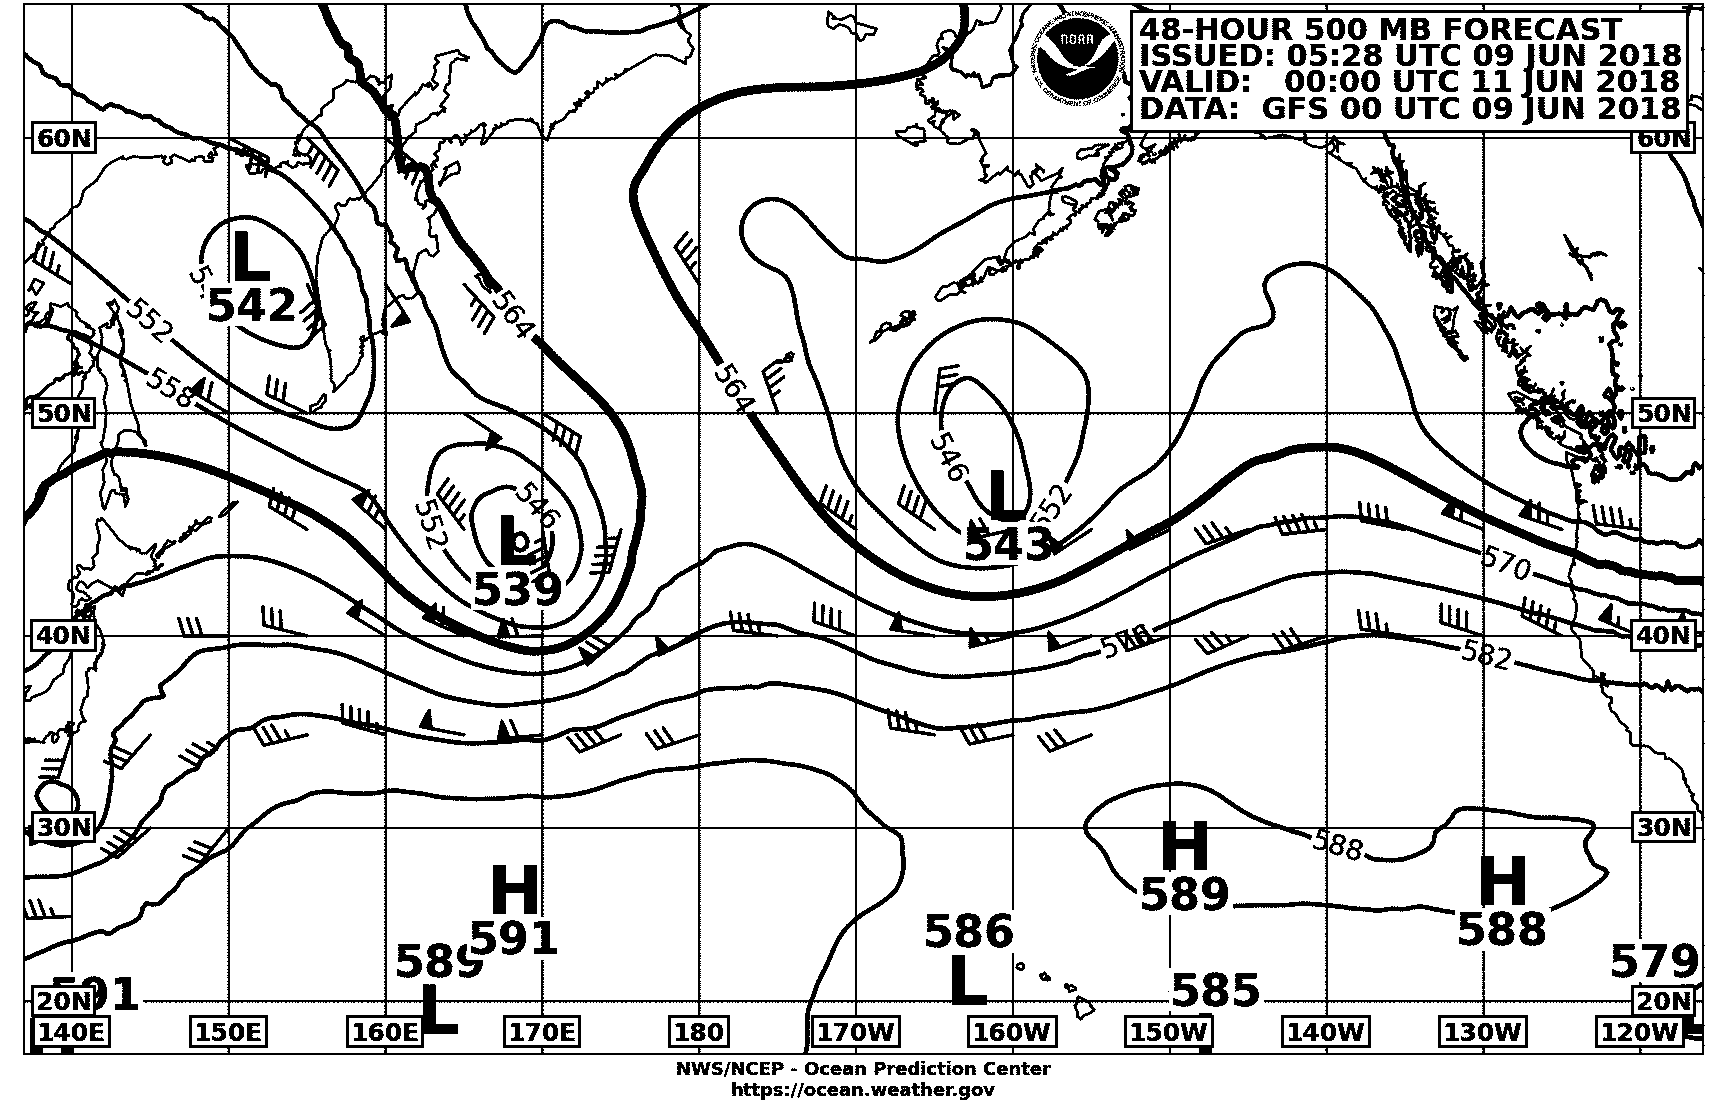 NOAA
48-HOUR 500 MB FORECAST
ISSUED: 05:28 UTC 09 JUN 2018
VALID: 00:00 UTC 11 JUN 2018
DATA: GFS 00 UTC 09 JUN 2018
60N
60N
L
542
552
564
558
564
50N
50N
546
L
543
552
546
552
L
539
570
40N
40N
582
30N
30N
588
H
589
H
588
H
591
589
L
586
L
585
579
591
20N
20N
140E 150E 160E 170E 180 170W 160W 150W 140W 130W 120W
NWS/NCEP - Ocean Prediction Center
https://ocean.weather.gov